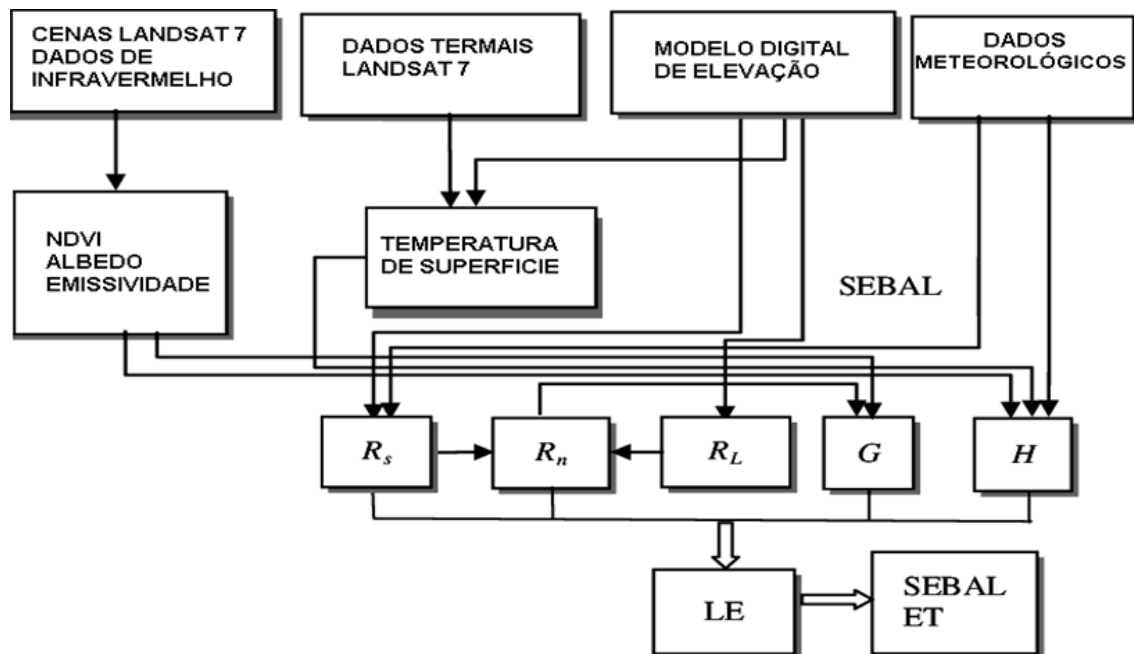 CENAS LANDSAT 7
DADOS DE
INFRAVERMELHO
DADOS TERMAIS
LANDSAT 7
MODELO DIGITAL
DE ELEVAÇÃO
DADOS
METEOROLÓGICOS
NDVI
ALBEDO
EMISSIVIDADE
TEMPERATURA
DE SUPERFICIE
SEBAL
Rs
Rn
RL
G
H
LE
SEBAL
ET